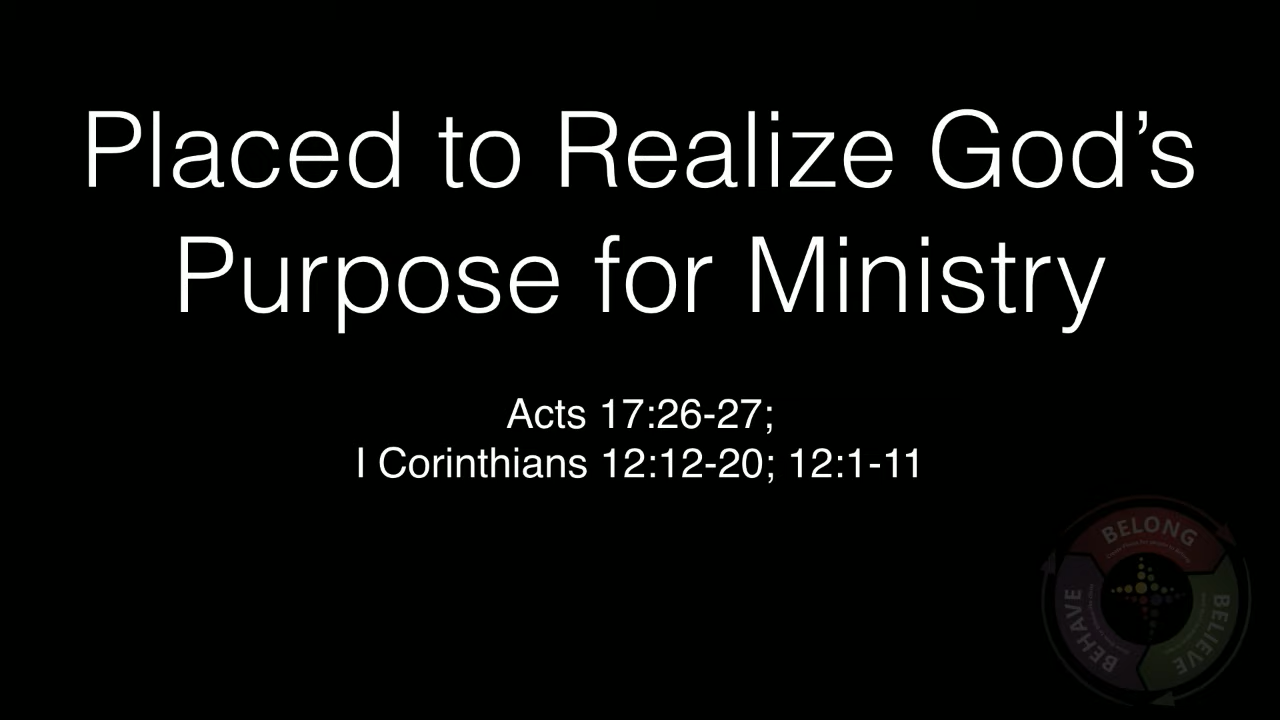 Placed to Realize God’s
Purpose for Ministry
Acts 17:26-27;
I Corinthians 12:12-20; 12:1-11
BELONG
BELIEVE
BEHAVE